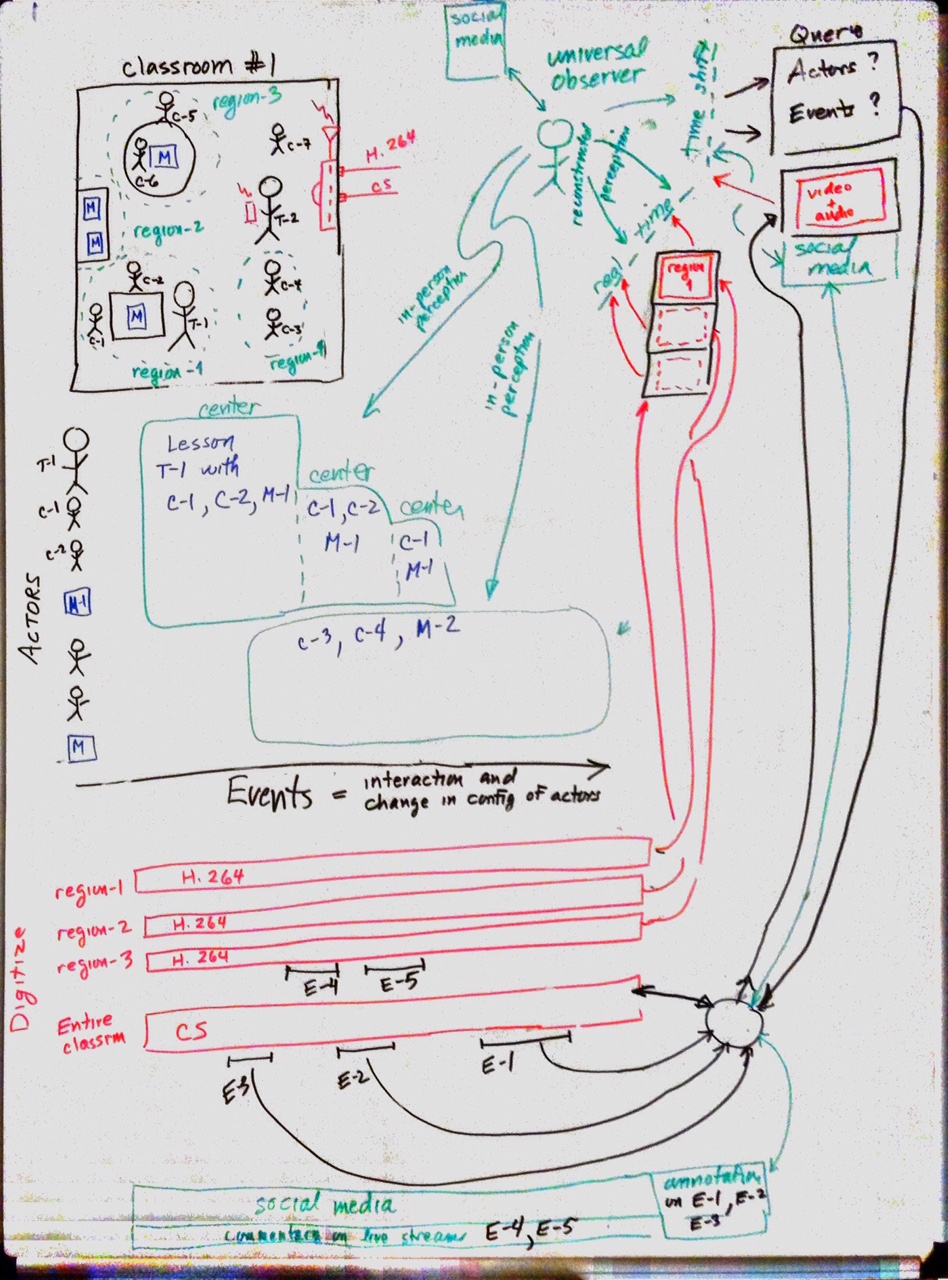 social
media
universal
observer
time shift
Query
Actors ?
Events ?
classroom #1
region-3
C-5
M
C-6
C-7
H.264
CS
M
M
region-2
T-2
C-2
M
C-1
T-1
C-4
C-3
region-1
reconstructed
perception
real time
video
+
audio
social
media
region
1
in-person
perception
in-person
perception
center
Lesson
T-1 with
C-1, C-2, M-1
center
C-1, C-2
M-1
center
C-1
M-1
C-3, C-4, M-2
ACTORS
T-1
C-1
C-2
M-1
M
Events = interaction and
change in config of actors
Digitize
region-1 H.264
region-2 H.264
region-3 H.264
E-4 E-5
Entire
classrm
CS
E-3 E-2 E-1
social media
annotation
on E-1, E-2
E-3
commentary on live streams E-4, E-5